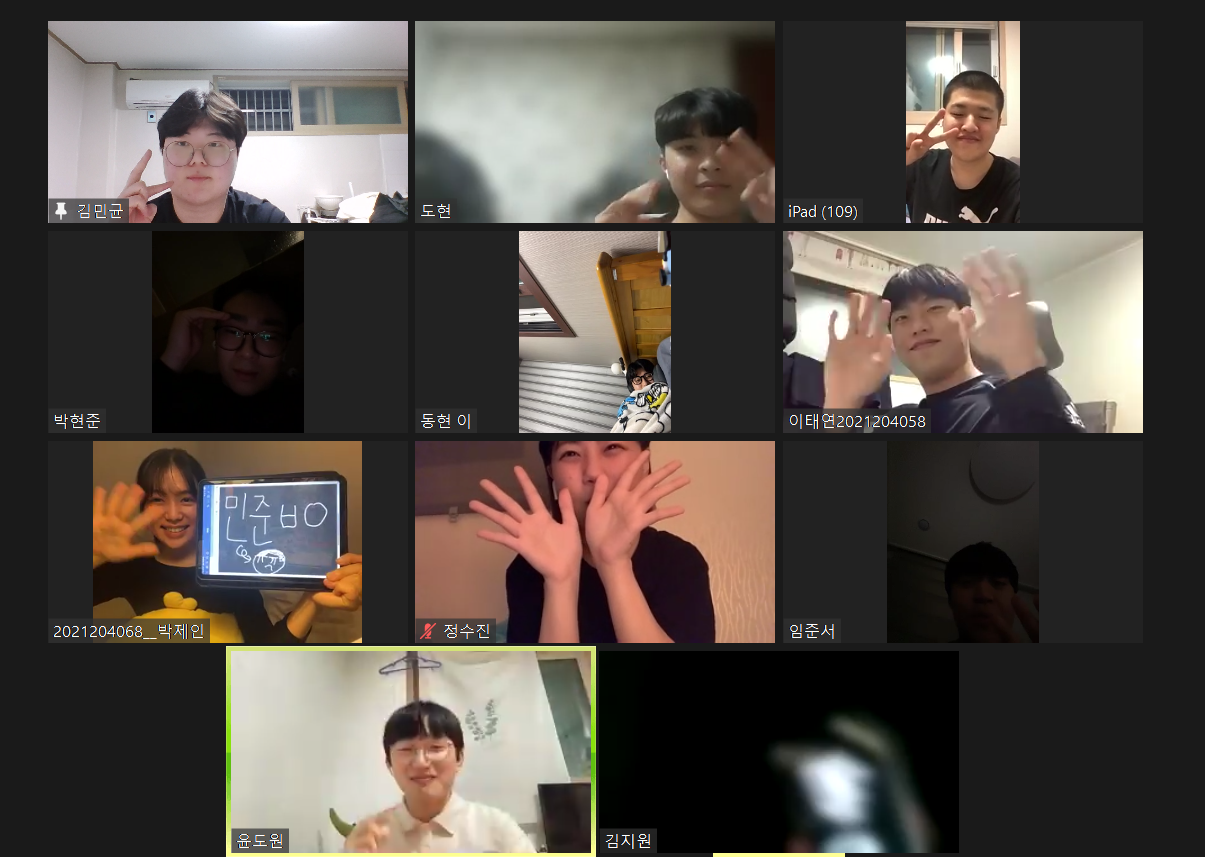 김민균
도현
iPad (109)
박현준
동현 이
이태연2021204058
민준ㅂㅇ
2021204068__박제인
정수진
임준서
윤도원
김지원